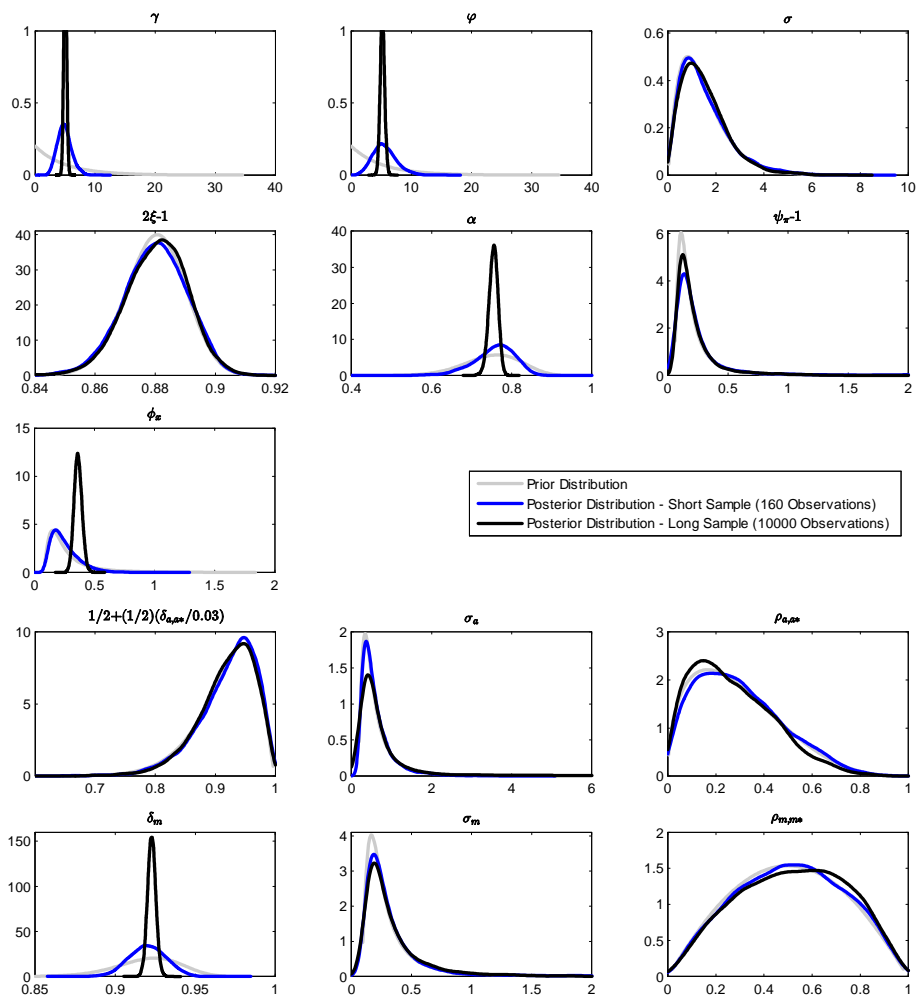 γ
φ
σ
1
0.5
0
0 10 20 30 40
1
0.5
0
0 10 20 30 40
0.6
0.4
0.2
0
0 2 4 6 8 10
2ξ-1
α
ψπ-1
40
30
20
10
0
0.84 0.86 0.88 0.9 0.92
40
30
20
10
0
0.4 0.6 0.8 1
6
4
2
0
0 0.5 1 1.5 2
ϕx
15
10
5
0
0 0.5 1 1.5 2
Prior Distribution
Posterior Distribution - Short Sample (160 Observations)
Posterior Distribution - Long Sample (10000 Observations)
1/2+(1/2)(δa,a*/0.03)
σa
ρa,a*
10
5
0
0.7 0.8 0.9 1
2
1.5
1
0.5
0
0 2 4 6
3
2
1
0
0 0.2 0.4 0.6 0.8 1
δm
σm
ρm,m*
150
100
50
0
0.85 0.9 0.95 1
4
3
2
1
0
0 0.5 1 1.5 2
2
1.5
1
0.5
0
0 0.2 0.4 0.6 0.8 1